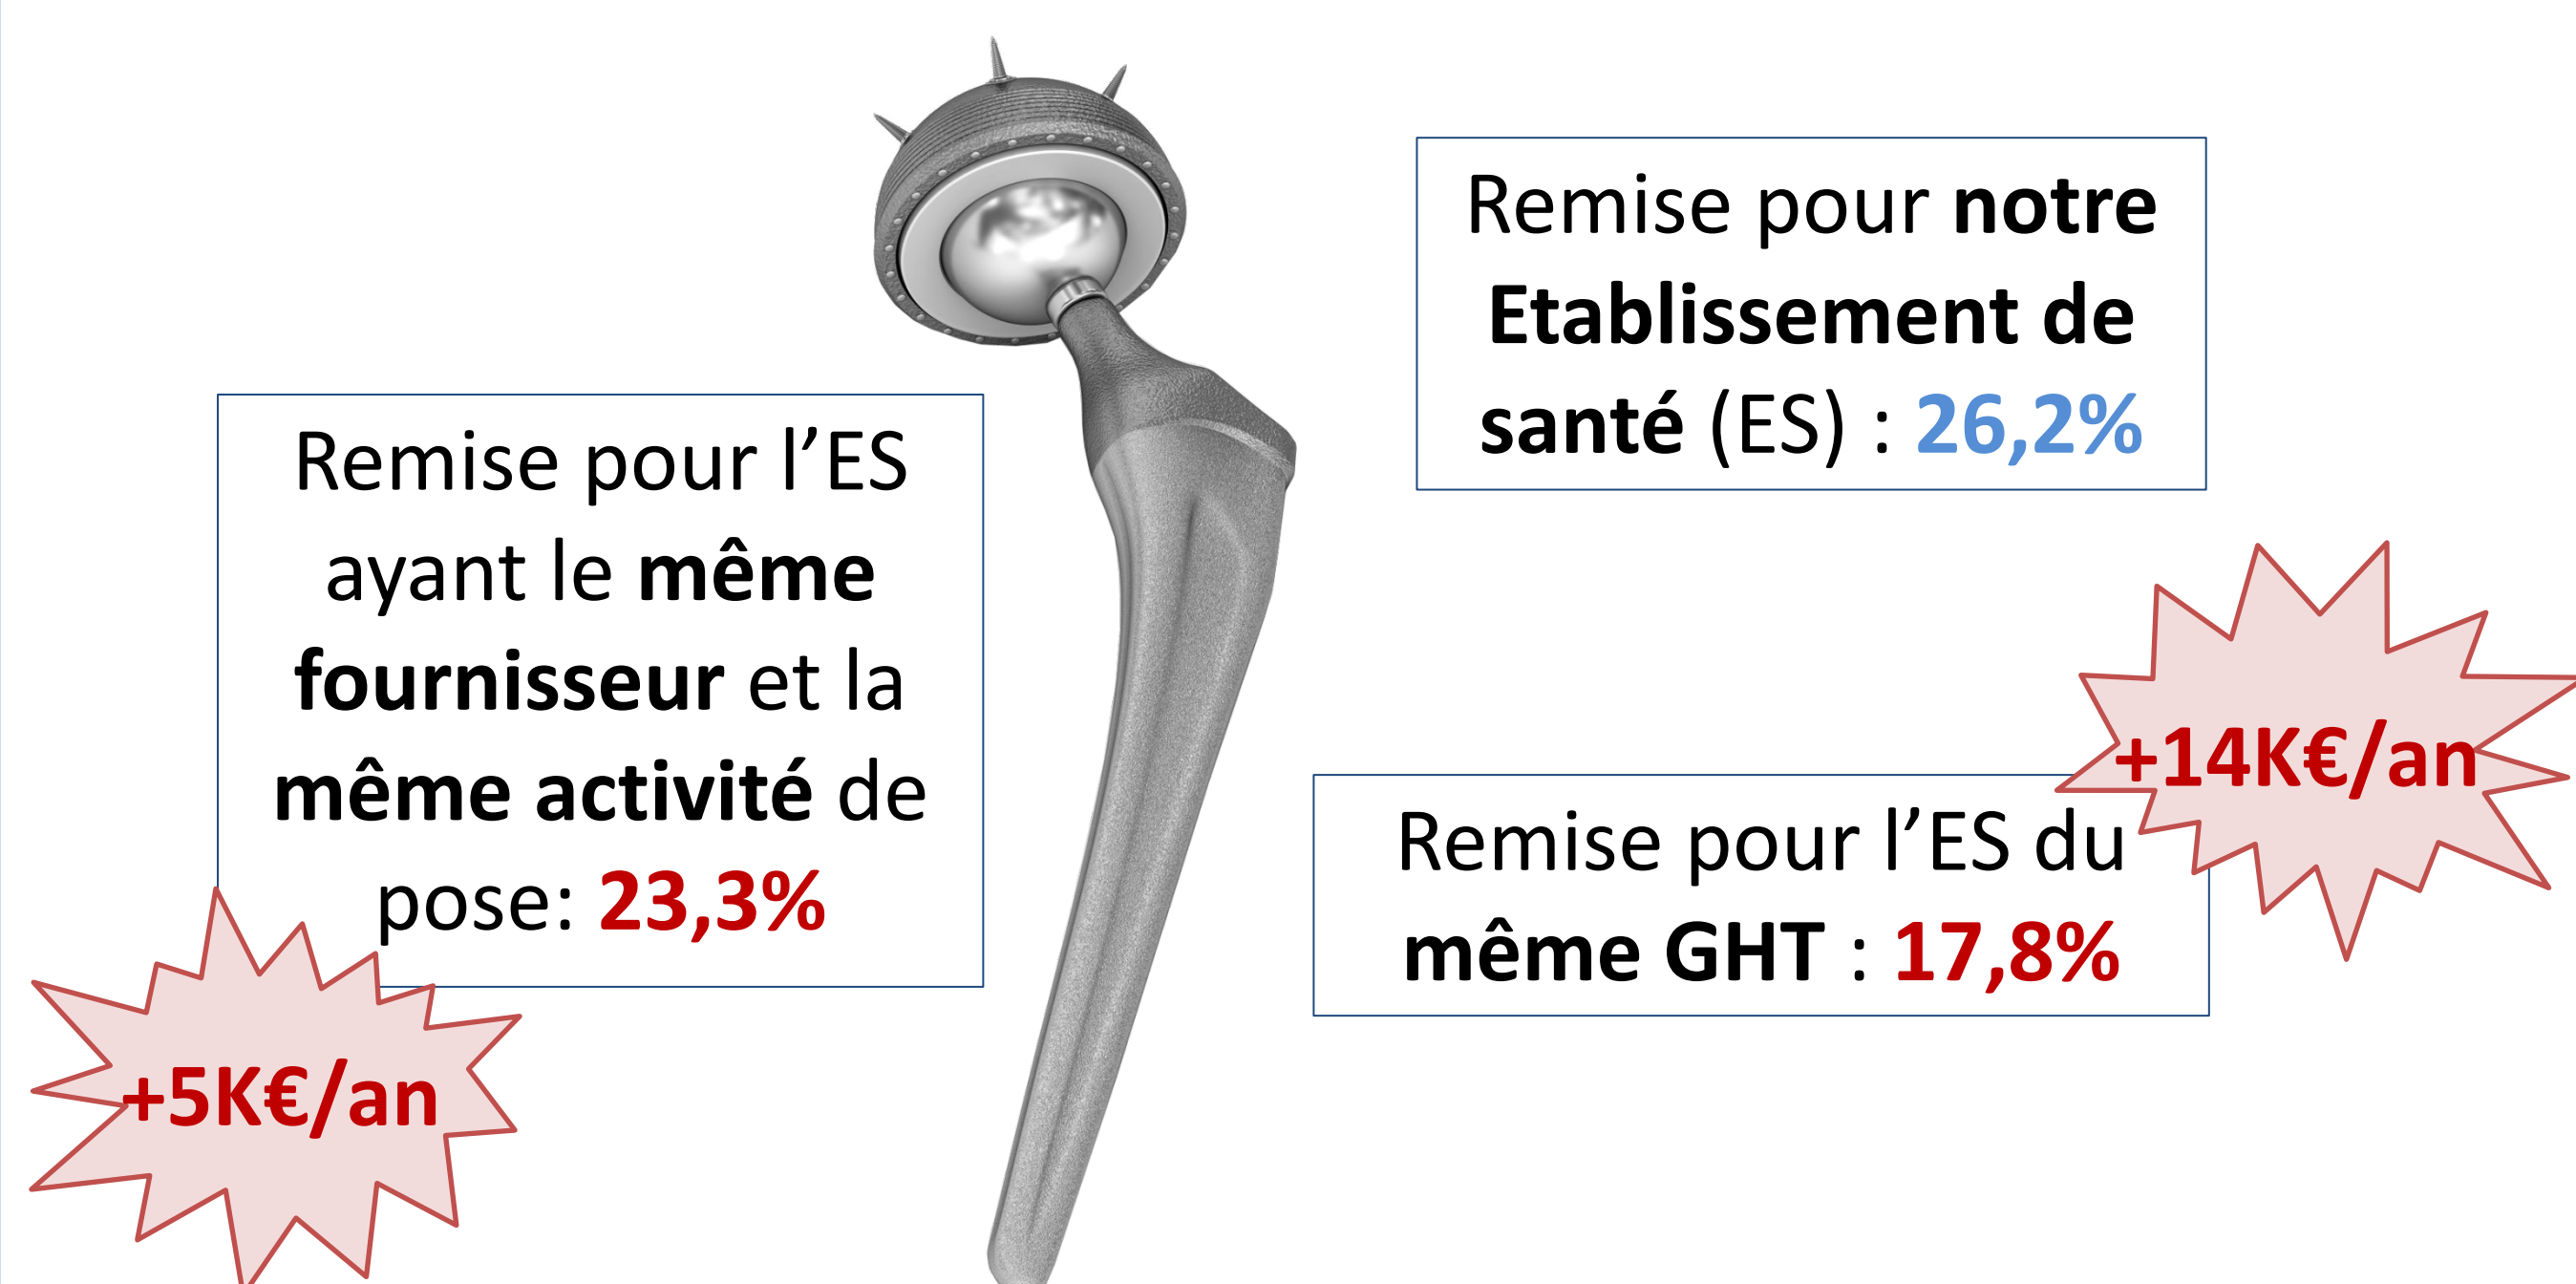 Remise pour notre
Etablissement de
santé (ES) : 26,2%
Remise pour l’ES
ayant le même
fournisseur et la
même activité de
pose: 23,3%
+5K€/an
+14K€/an
Remise pour l’ES du
même GHT : 17,8%